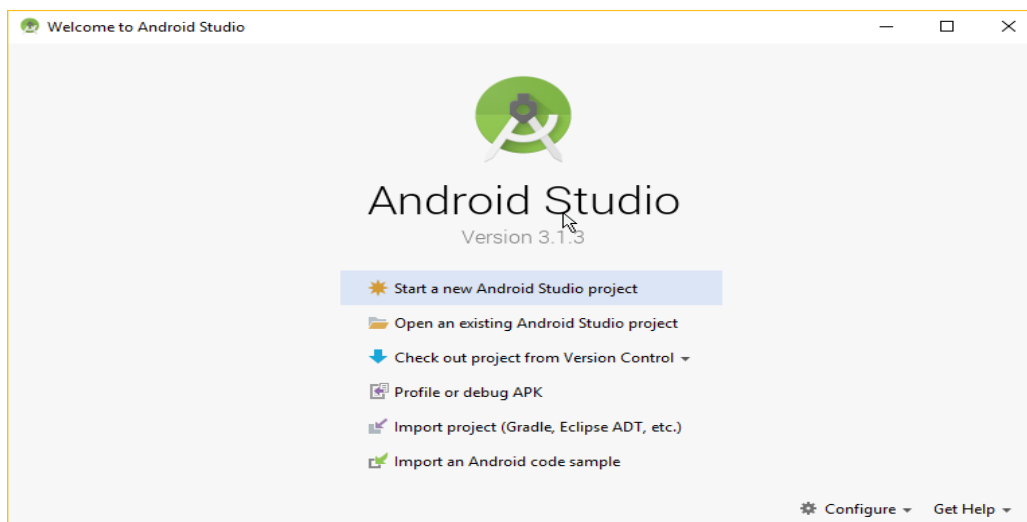 Welcome to Android Studio
Android Studio
Version 3.1.3
Start a new Android Studio project
Open an existing Android Studio project
Check out project from Version Control
Profile or debug APK
Import project (Gradle, Eclipse ADT, etc.)
Import an Android code sample
Configure Get Help